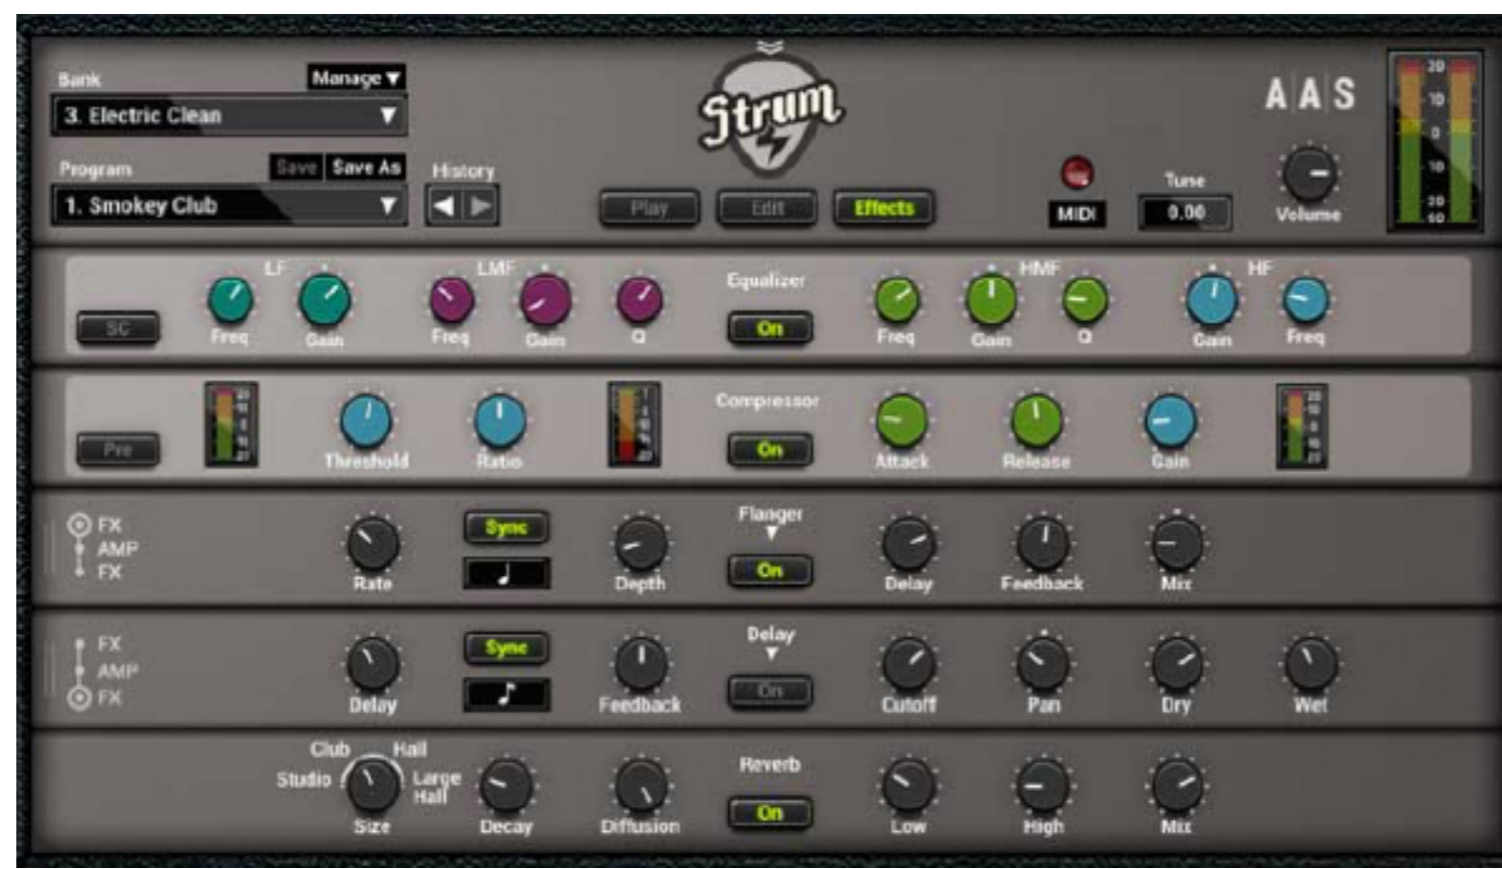 Bank
Manage ▼
3. Electric Clean ▼
Program
Save Save As
1. Smokey Club ▼
History
Strum
Play Edit Effects
MIDI
Tune
0.00
AAS
Volume
20
10
0
10
20
60
LF LMF Equalizer HMF HF
SC
Freq Gain Freq Gain Q On Freq Gain Q Gain Freq
Compressor
Pre
Threshold Ratio On Attack Release Gain
FX
AMP
FX
Rate
Sync
Depth
Flanger
On
Delay Feedback Mix
FX
AMP
FX
Delay
Sync
Feedback
Delay
On
Cutoff Pan Dry Wet
Club Hall
Studio Large
Hall
Size Decay Diffusion
Reverb
On
Low High Mix